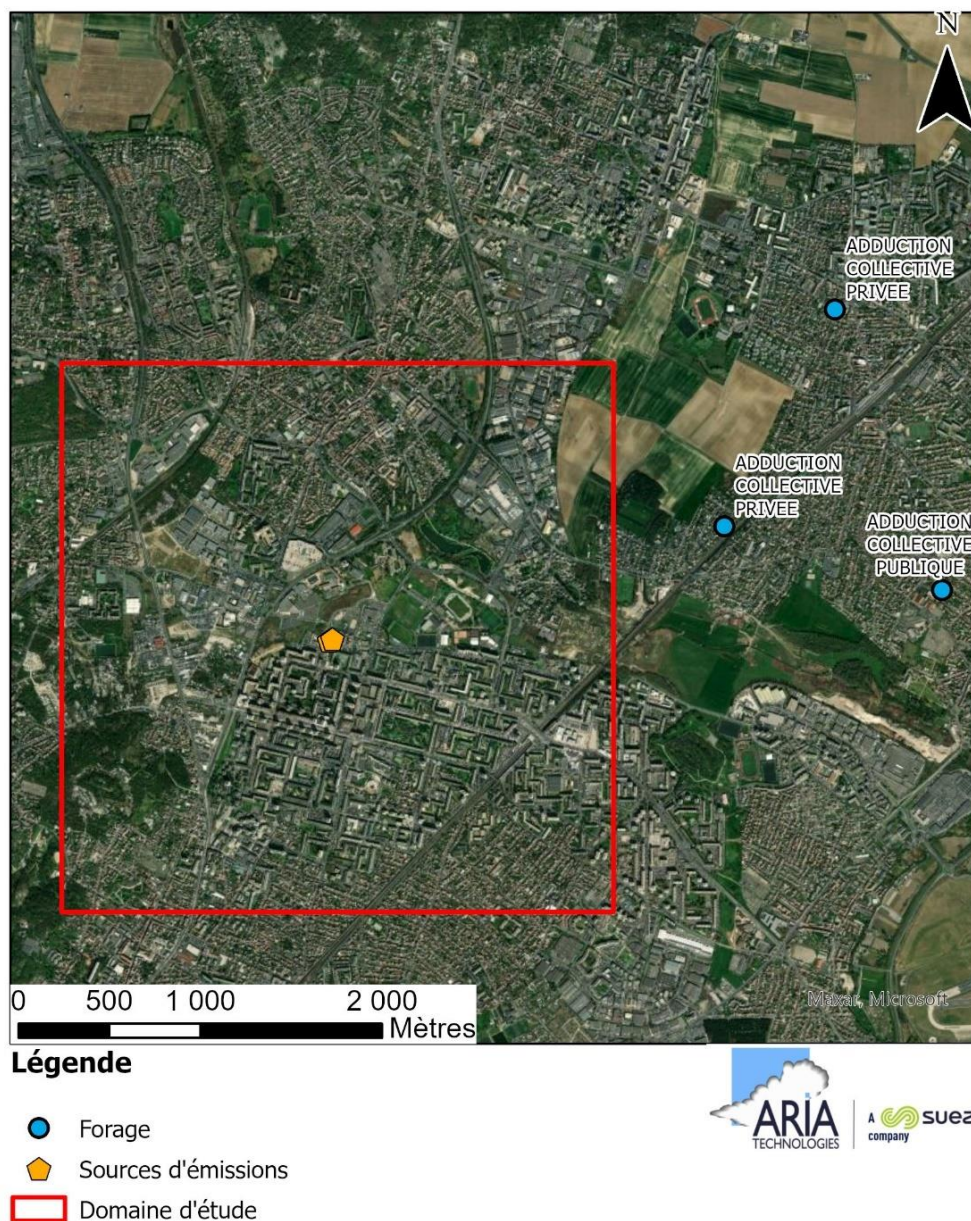 N
ADDUCTION
COLLECTIVE
PRIVEE
ADDUCTION
COLLECTIVE
PRIVEE
ADDUCTION
COLLECTIVE
PUBLIQUE
Maxar, Microsoft
0 500 1 000 2 000
Mètres
Légende
Forage
Sources d'émissions
Domaine d'étude
ARIA
TECHNOLOGIES
A suea
company